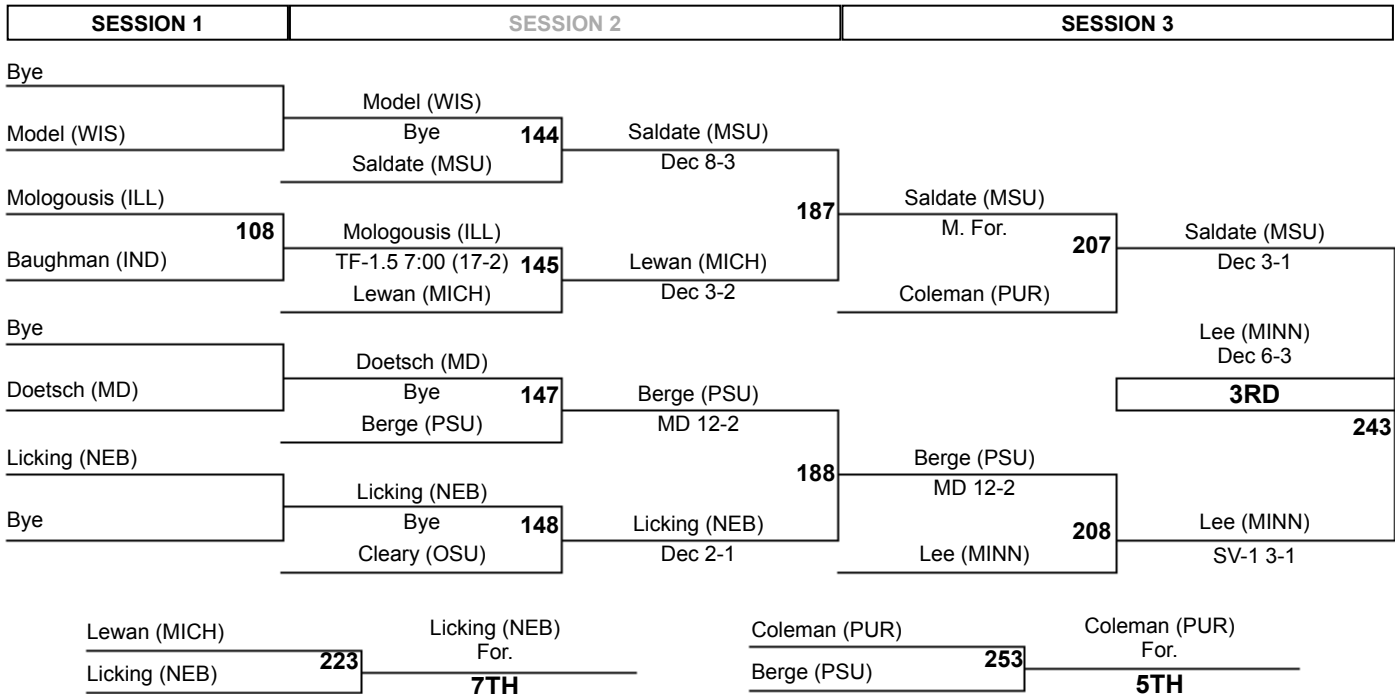 SESSION 1
SESSION 2
SESSION 3
Bye
Model (WIS)
Mologousis (ILL)
108
Baughman (IND)
Bye
Doetsch (MD)
Licking (NEB)
Bye
Model (WIS)
Bye
144
Saldate (MSU)
Mologousis (ILL)
TF-1.5 7:00 (17-2)
145
Lewan (MICH)
Doetsch (MD)
Bye
147
Berge (PSU)
Licking (NEB)
Bye
148
Cleary (OSU)
Saldate (MSU)
Dec 8-3
187
Lewan (MICH)
Dec 3-2
Berge (PSU)
MD 12-2
188
Licking (NEB)
Dec 2-1
Saldate (MSU)
M. For.
207
Coleman (PUR)
Berge (PSU)
MD 12-2
208
Lee (MINN)
Saldate (MSU)
Dec 3-1
Lee (MINN)
Dec 6-3
3RD
243
Lee (MINN)
SV-1 3-1
Lewan (MICH)
223
Licking (NEB)
Licking (NEB)
For.
7TH
Coleman (PUR)
253
Berge (PSU)
Coleman (PUR)
For.
5TH